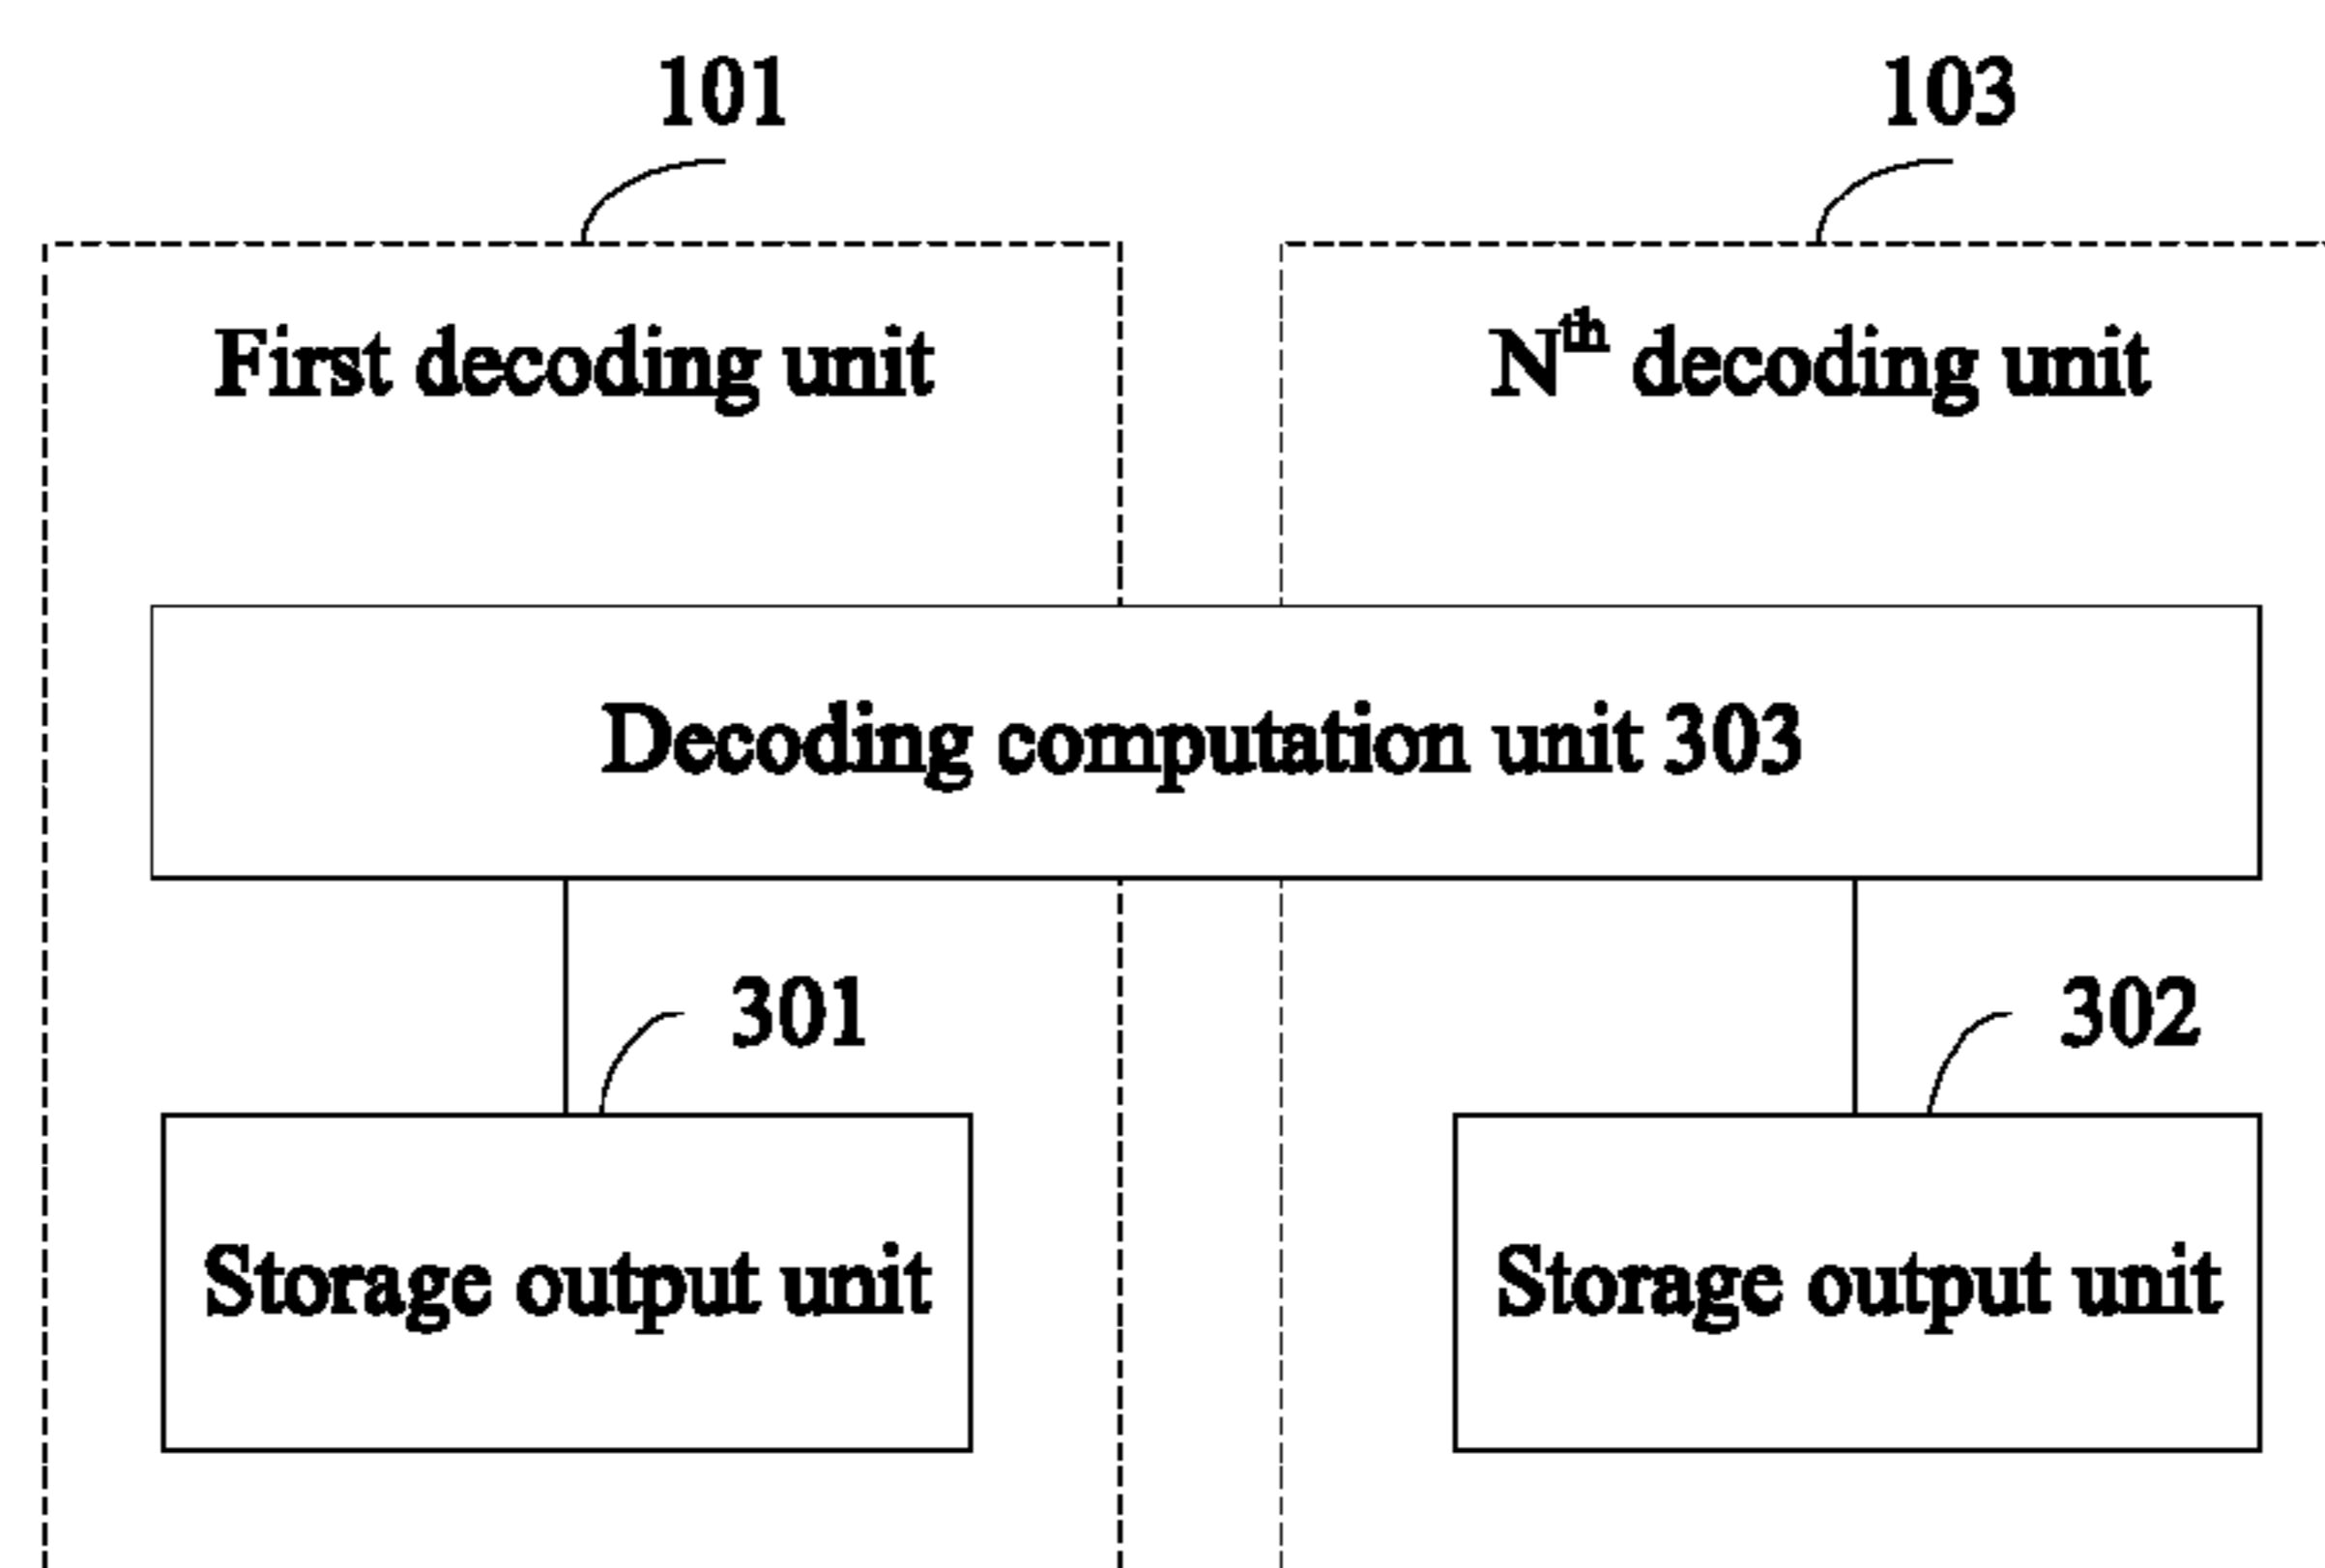 101
103
First decoding unit
Nth decoding unit
Decoding computation unit 303
301
302
Storage output unit
Storage output unit